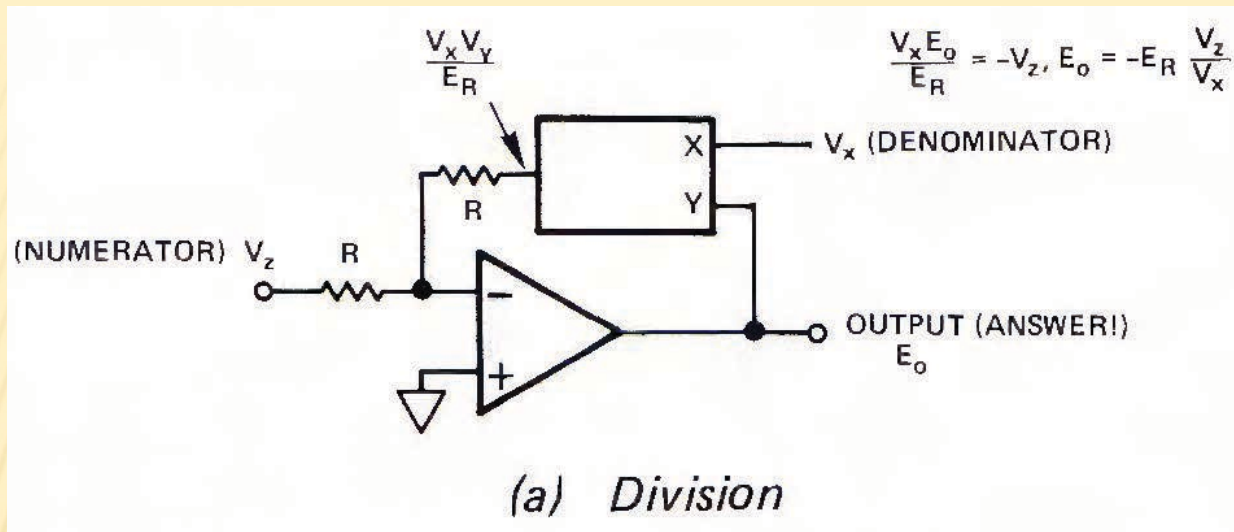 V_x V_Y / E_R
V_x E_o / E_R = -V_z, E_o = -E_R V_z / V_x
X
V_x (DENOMINATOR)
Y
R
(NUMERATOR) V_z
R
−
+
OUTPUT (ANSWER!)
E_o
(a) Division